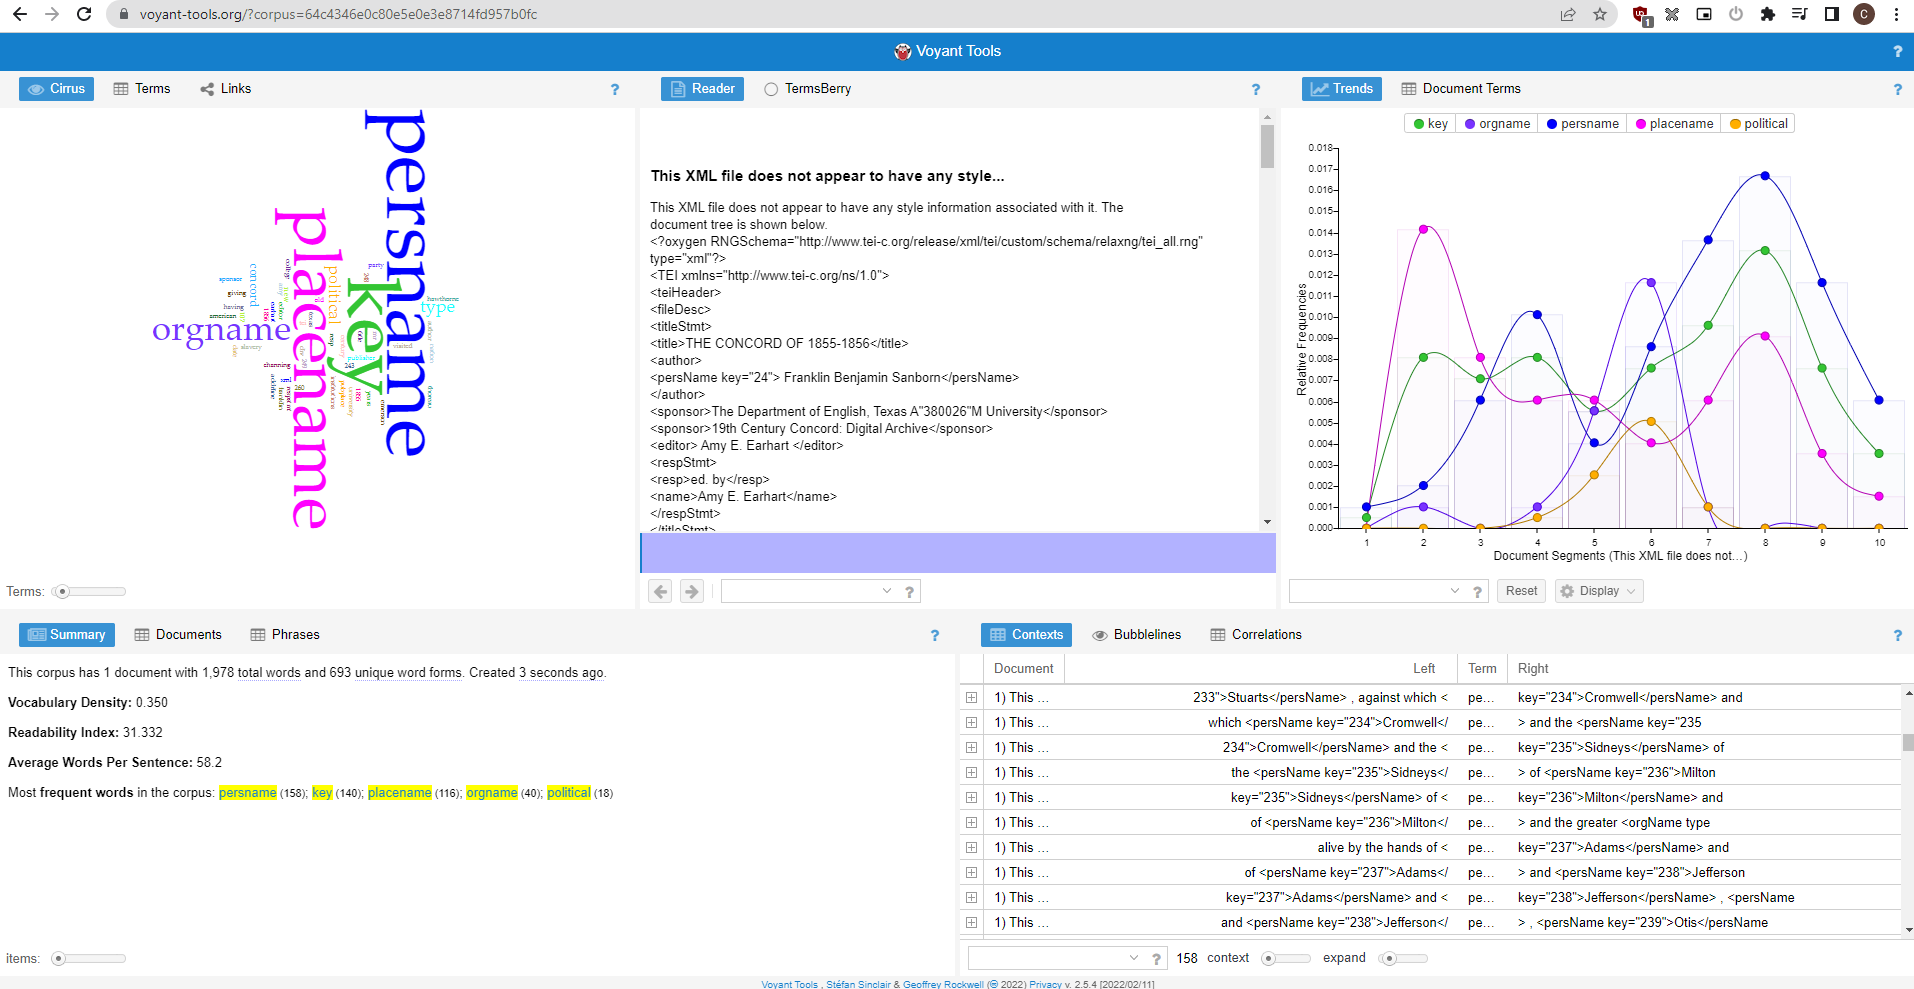 voyant-tools.org/?corpus=64c4346e0c80e5e0e3e8714fd957b0fc
1
C
Voyant Tools
?
Cirrus Terms Links ?
Reader TermsBerry ?
Trends Document Terms ?
persname
placename
key
orgname
political
type
concord
sponsor
giving
having
american
slavery
channing
xml
260
243
publisher
visited
party
college
hawthorne
Terms:
This XML file does not appear to have any style...
This XML file does not appear to have any style information associated with it. The
document tree is shown below.
<?oxygen RNGSchema="http://www.tei-c.org/release/xml/tei/custom/schema/relaxng/tei_all.rng"
type="xml"?>
<TEI xmlns="http://www.tei-c.org/ns/1.0">
<teiHeader>
<fileDesc>
<titleStmt>
<title>THE CONCORD OF 1855-1856</title>
<author>
<persName key="24"> Franklin Benjamin Sanborn</persName>
</author>
<sponsor>The Department of English, Texas A"380026"M University</sponsor>
<sponsor>19th Century Concord: Digital Archive</sponsor>
<editor> Amy E. Earhart </editor>
<respStmt>
<resp>ed. by</resp>
<name>Amy E. Earhart</name>
</respStmt>
</titleStmt>
?
key orgname persname placename political
Relative Frequencies
0.018
0.017
0.016
0.015
0.014
0.013
0.012
0.011
0.010
0.009
0.008
0.007
0.006
0.005
0.004
0.003
0.002
0.001
0.000
1 2 3 4 5 6 7 8 9 10
Document Segments (This XML file does not...)
? Reset Display
Summary Documents Phrases ?
This corpus has 1 document with 1,978 total words and 693 unique word forms. Created 3 seconds ago.
Vocabulary Density: 0.350
Readability Index: 31.332
Average Words Per Sentence: 58.2
Most frequent words in the corpus: persname (158); key (140); placename (116); orgname (40); political (18)
items:
Contexts Bubblelines Correlations ?
Document Left Term Right
1) This ... 233">Stuarts</persName> , against which < pe... key="234">Cromwell</persName> and
1) This ... which <persName key="234">Cromwell</ pe... > and the <persName key="235
1) This ... 234">Cromwell</persName> and the < pe... key="235">Sidneys</persName> of
1) This ... the <persName key="235">Sidneys</ pe... > of <persName key="236">Milton
1) This ... key="235">Sidneys</persName> of < pe... key="236">Milton</persName> and
1) This ... of <persName key="236">Milton</ pe... > and the greater <orgName type
1) This ... alive by the hands of < pe... key="237">Adams</persName> and
1) This ... of <persName key="237">Adams</ pe... > and <persName key="238">Jefferson
1) This ... key="237">Adams</persName> and < pe... key="238">Jefferson</persName> , <persName
1) This ... and <persName key="238">Jefferson</ pe... > , <persName key="239">Otis</persName
? 158 context expand
Voyant Tools , Stéfan Sinclair & Geoffrey Rockwell (© 2022) Privacy v. 2.5.4 [2022/02/11]